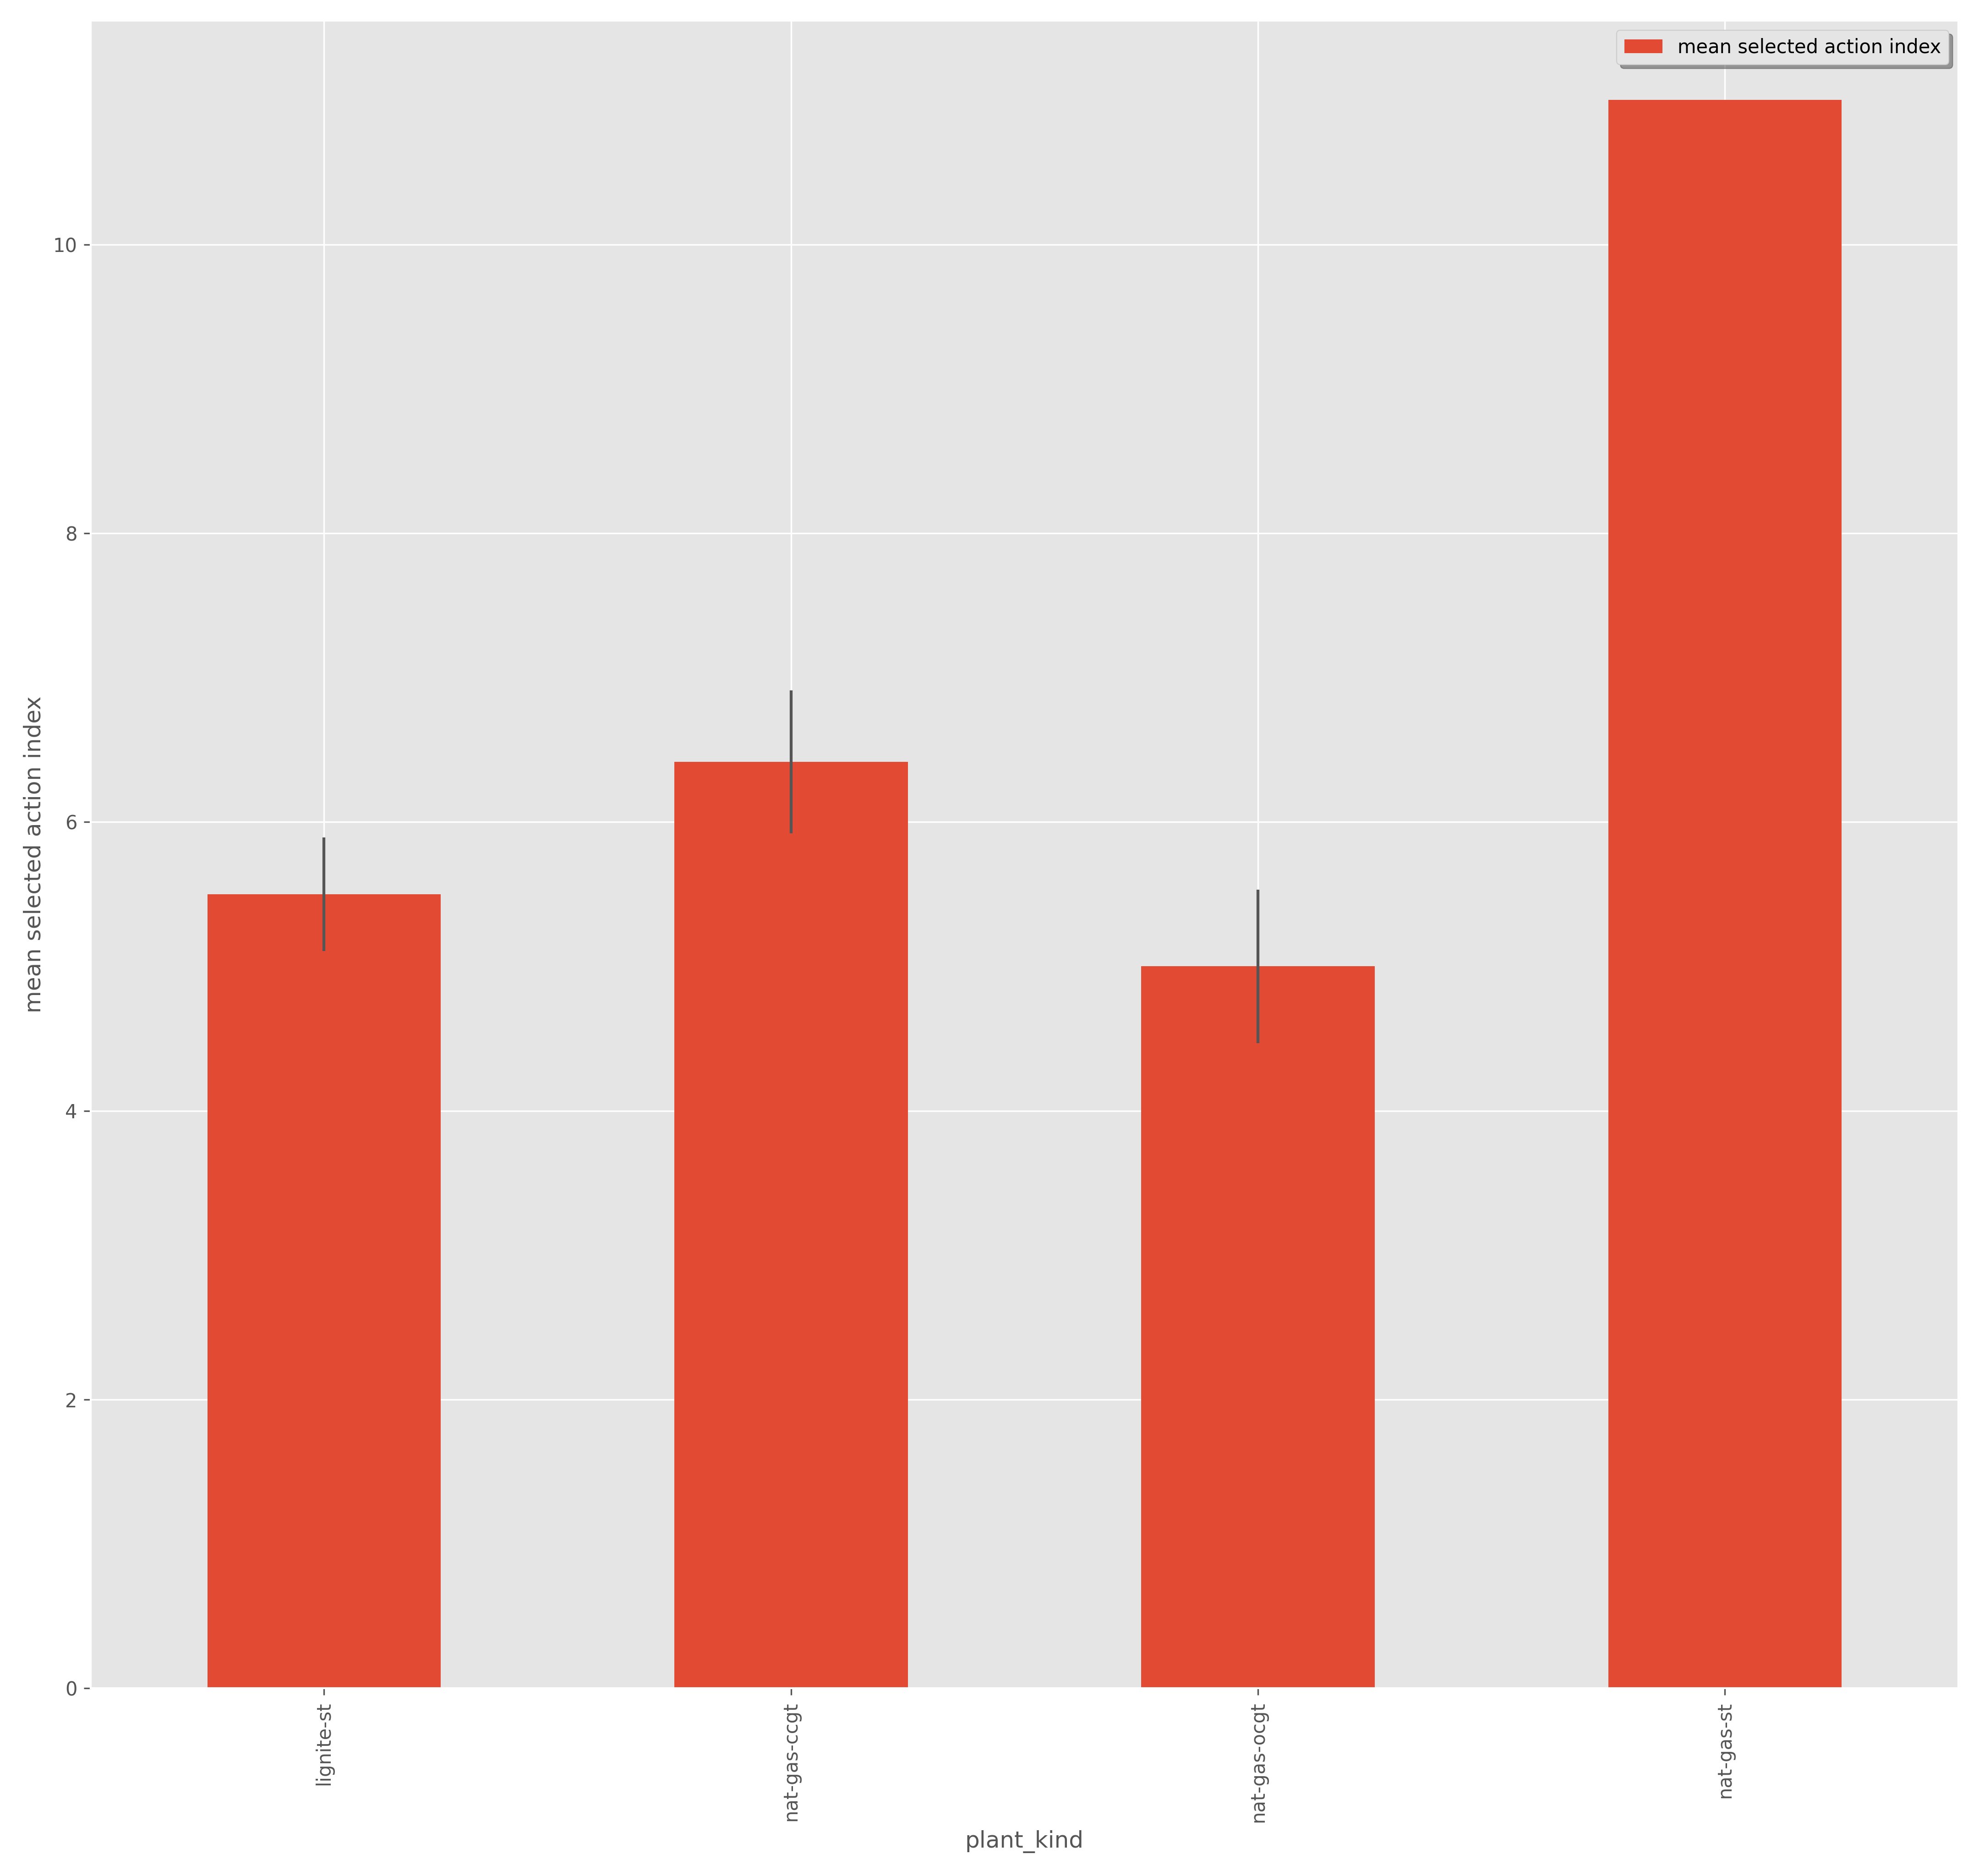 mean selected action index
mean selected action index
10
8
6
4
2
0
lignite-st
nat-gas-ccgt
nat-gas-ocgt
nat-gas-st
plant_kind